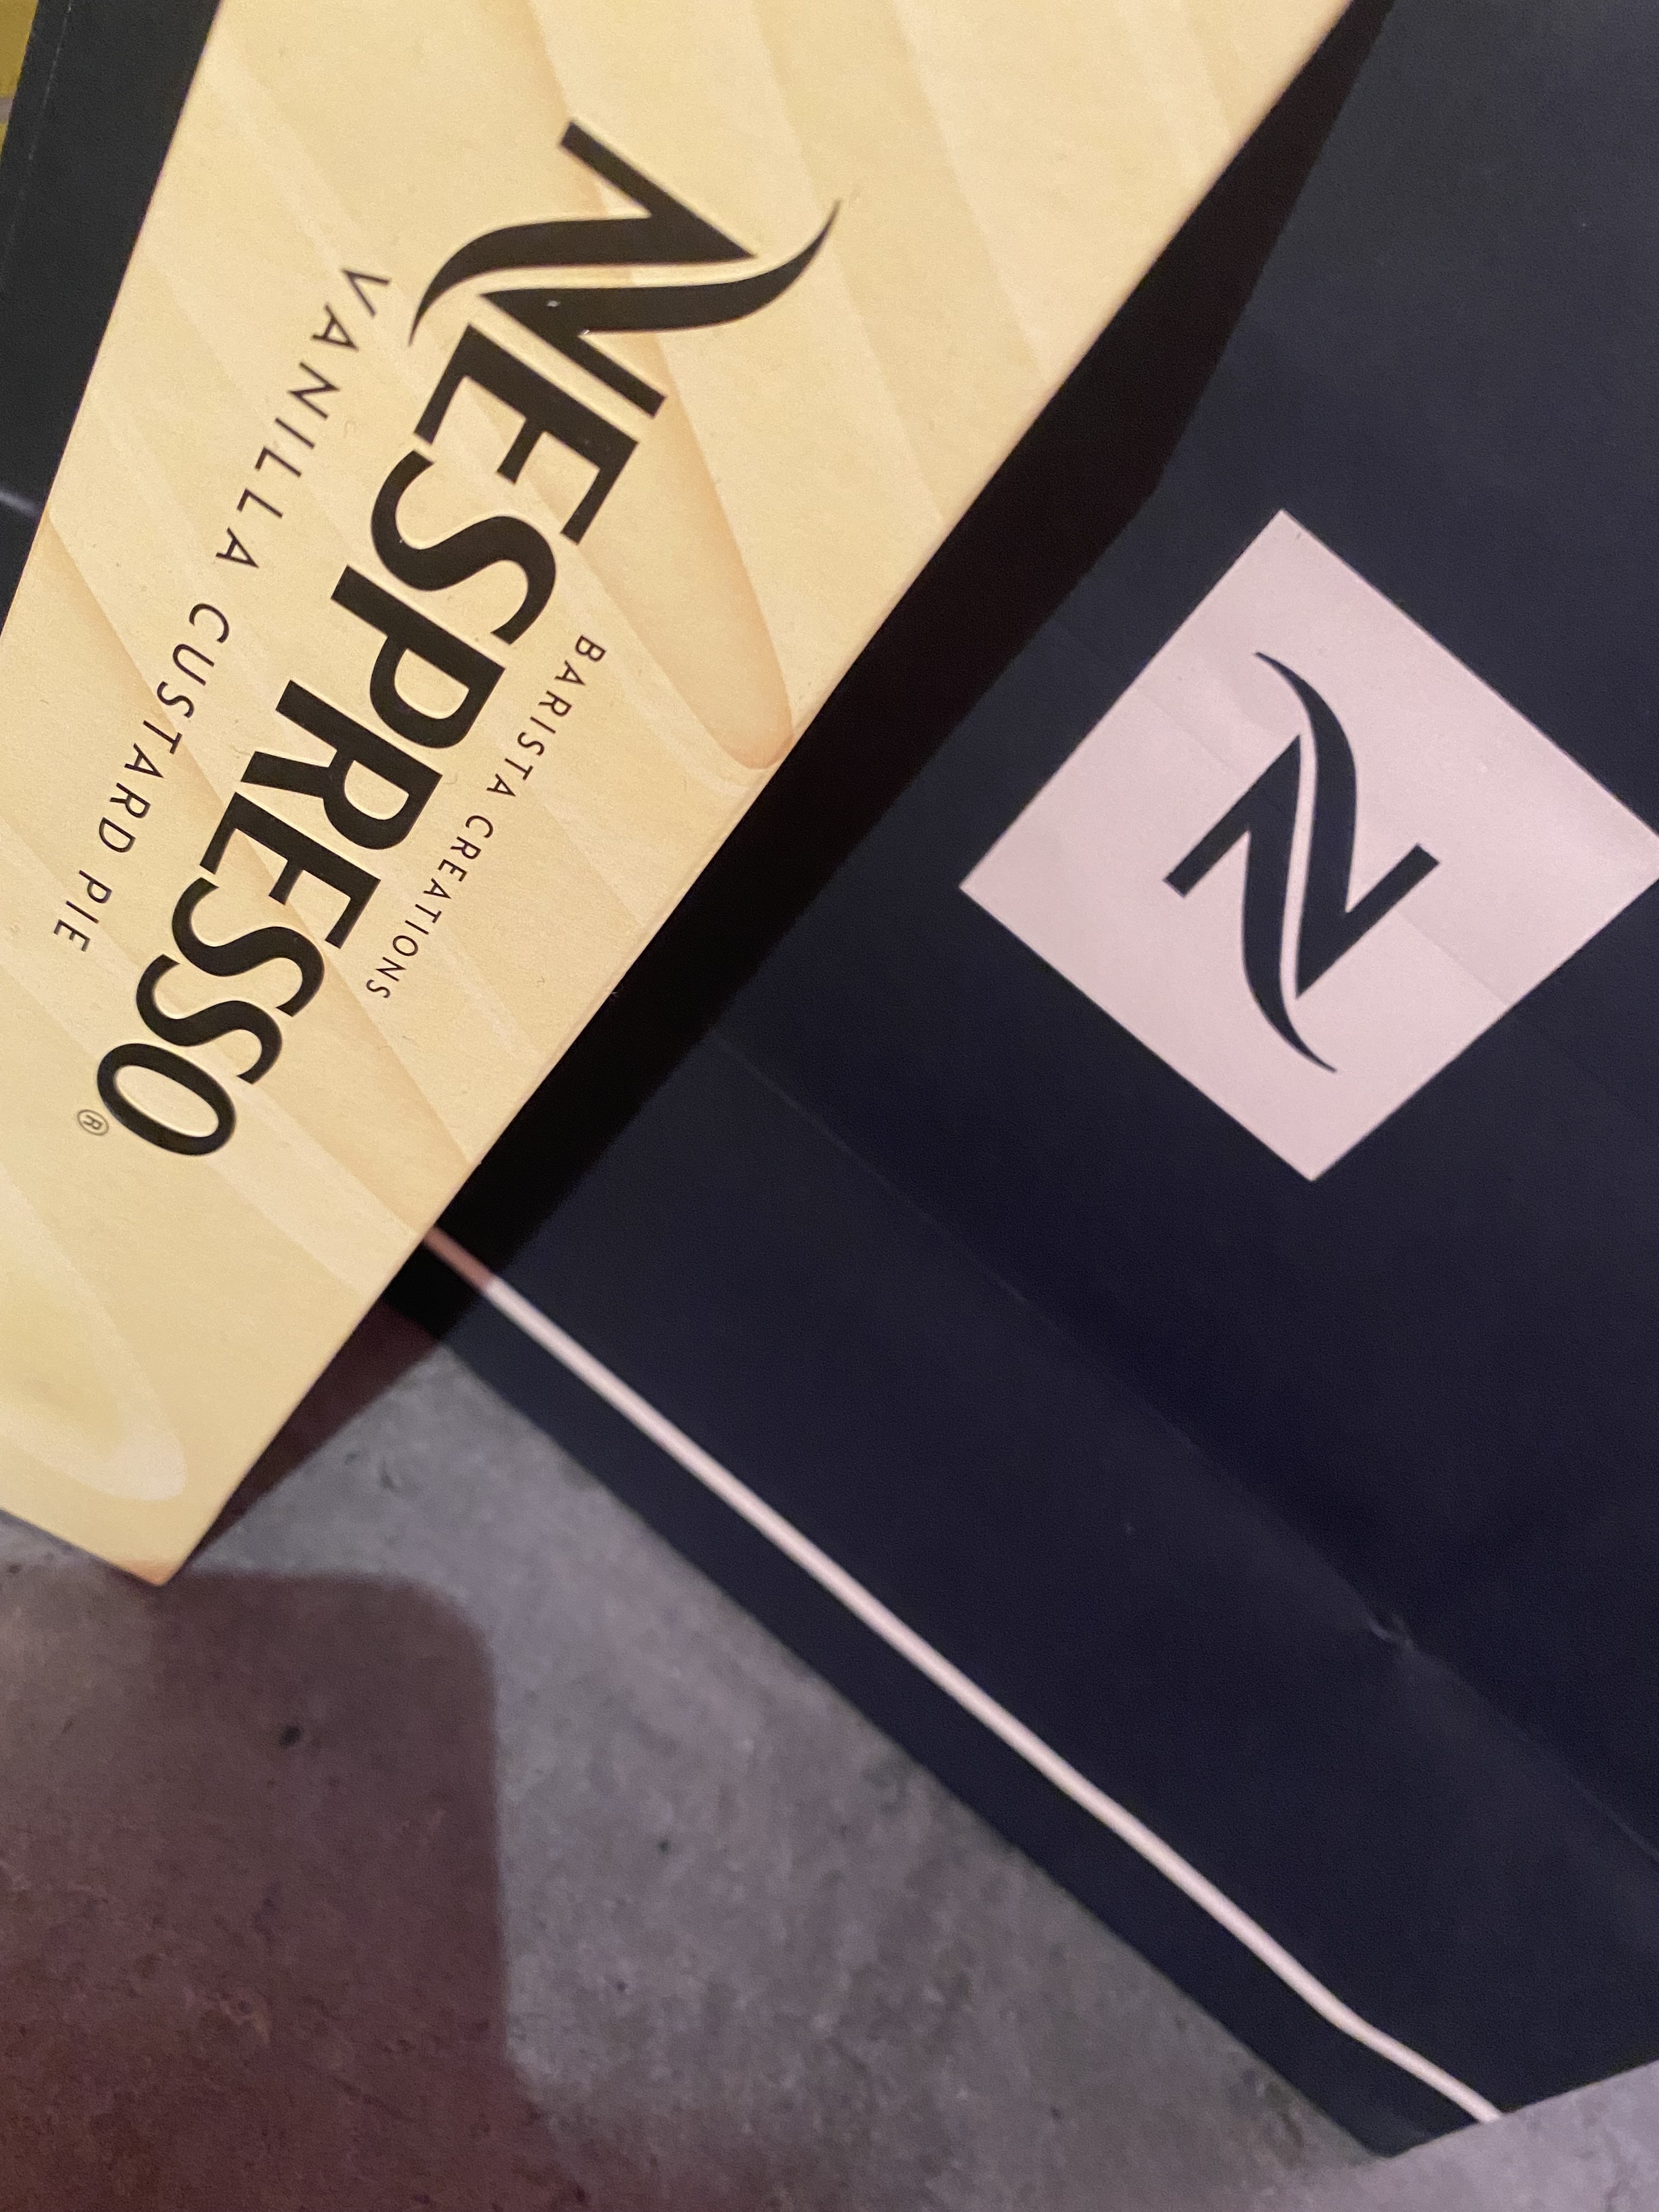 BARISTA CREATIONS
NESPRESSO®
VANILLA CUSTARD PIE
N